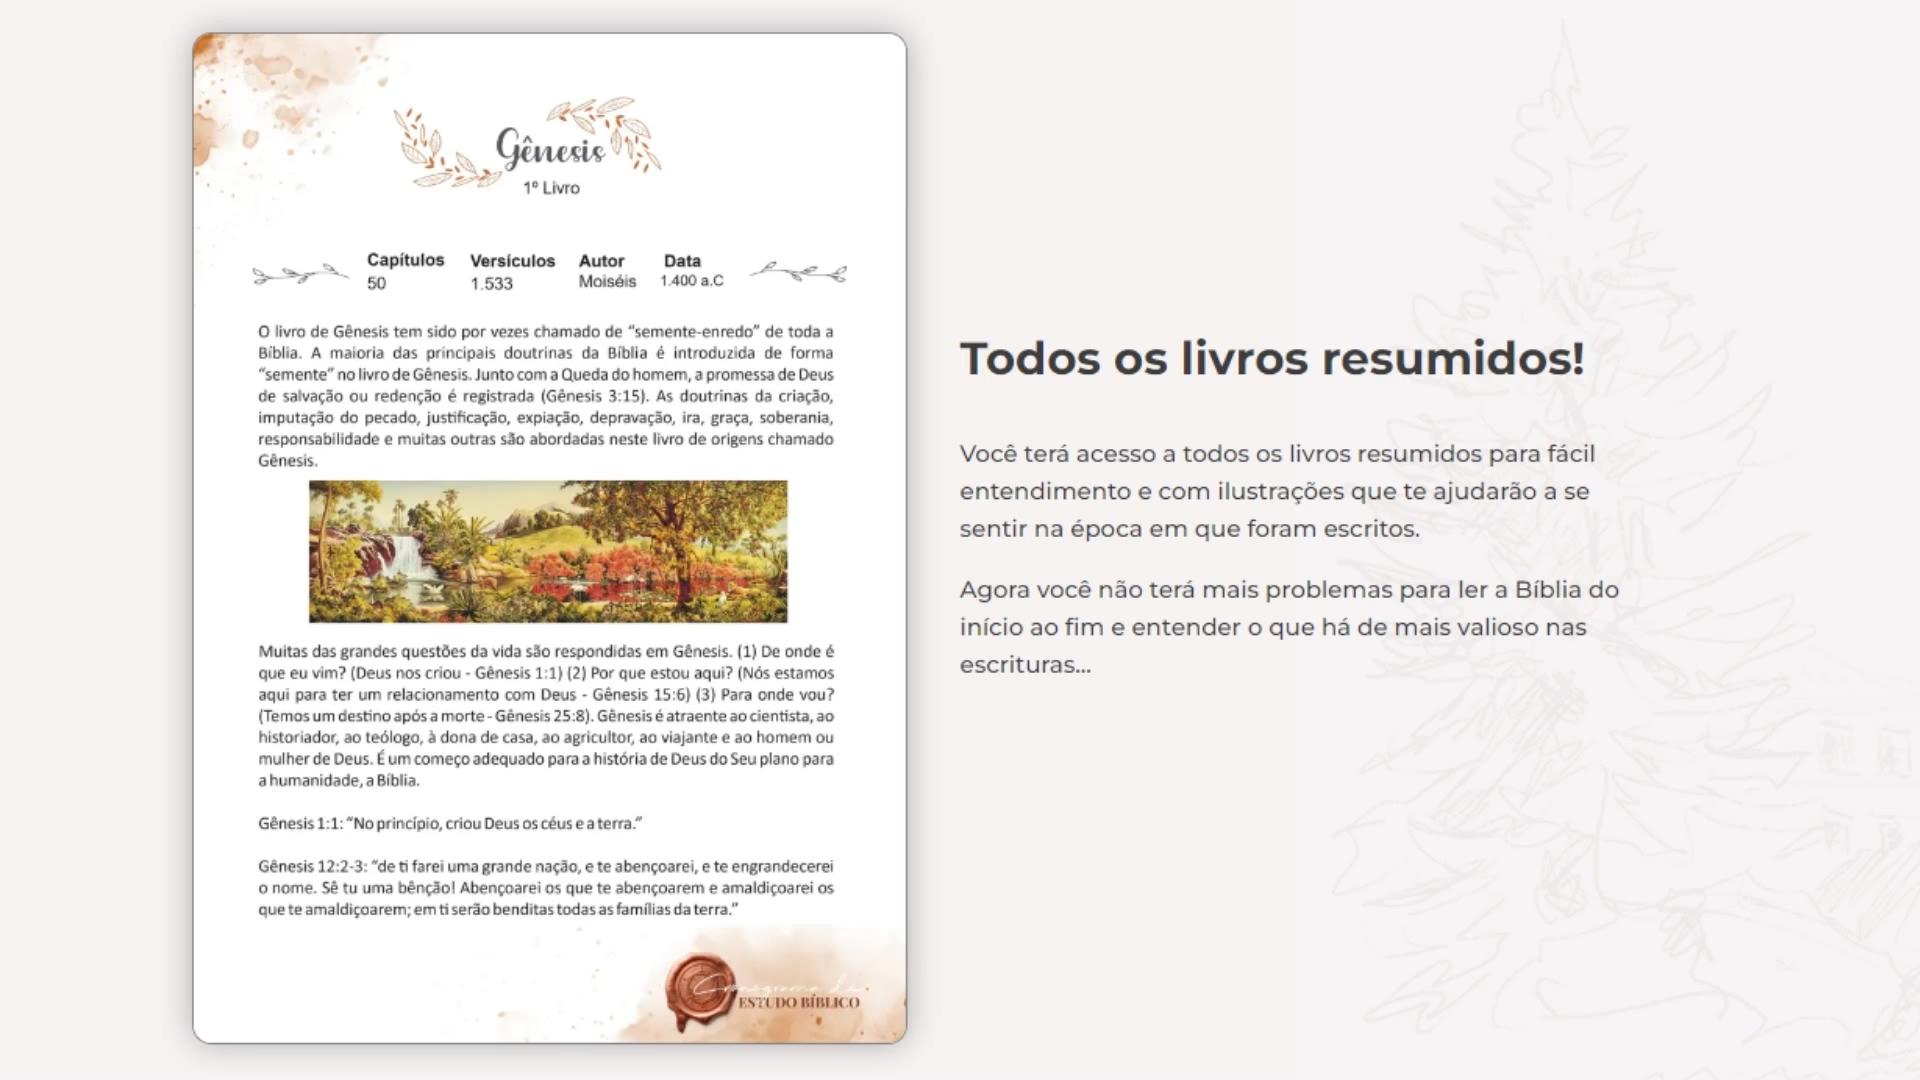 Gênesis
1º Livro
Capítulos Versículos Autor Data
50 1.533 Moiséis 1.400 a.C
O livro de Gênesis tem sido por vezes chamado de “semente-enredo” de toda a
Bíblia. A maioria das principais doutrinas da Bíblia é introduzida de forma
“semente” no livro de Gênesis. Junto com a Queda do homem, a promessa de Deus
de salvação ou redenção é registrada (Gênesis 3:15). As doutrinas da criação,
imputação do pecado, justificação, expiação, depravação, ira, graça, soberania,
responsabilidade e muitas outras são abordadas neste livro de origens chamado
Gênesis.
Muitas das grandes questões da vida são respondidas em Gênesis. (1) De onde é
que eu vim? (Deus nos criou - Gênesis 1:1) (2) Por que estou aqui? (Nós estamos
aqui para ter um relacionamento com Deus - Gênesis 15:6) (3) Para onde vou?
(Temos um destino após a morte - Gênesis 25:8). Gênesis é atraente ao cientista, ao
historiador, ao teólogo, à dona de casa, ao agricultor, ao viajante e ao homem ou
mulher de Deus. É um começo adequado para a história de Deus do Seu plano para
a humanidade, a Bíblia.
Gênesis 1:1: “No princípio, criou Deus os céus e a terra.”
Gênesis 12:2-3: “de ti farei uma grande nação, e te abençoarei, e te engrandecerei
o nome. Sê tu uma bênção! Abençoarei os que te abençoarem e amaldiçoarei os
que te amaldiçoarem; em ti serão benditas todas as famílias da terra.”
Cronograma de
ESTUDO BÍBLICO
Todos os livros resumidos!
Você terá acesso a todos os livros resumidos para fácil
entendimento e com ilustrações que te ajudarão a se
sentir na época em que foram escritos.
Agora você não terá mais problemas para ler a Bíblia do
início ao fim e entender o que há de mais valioso nas
escrituras...